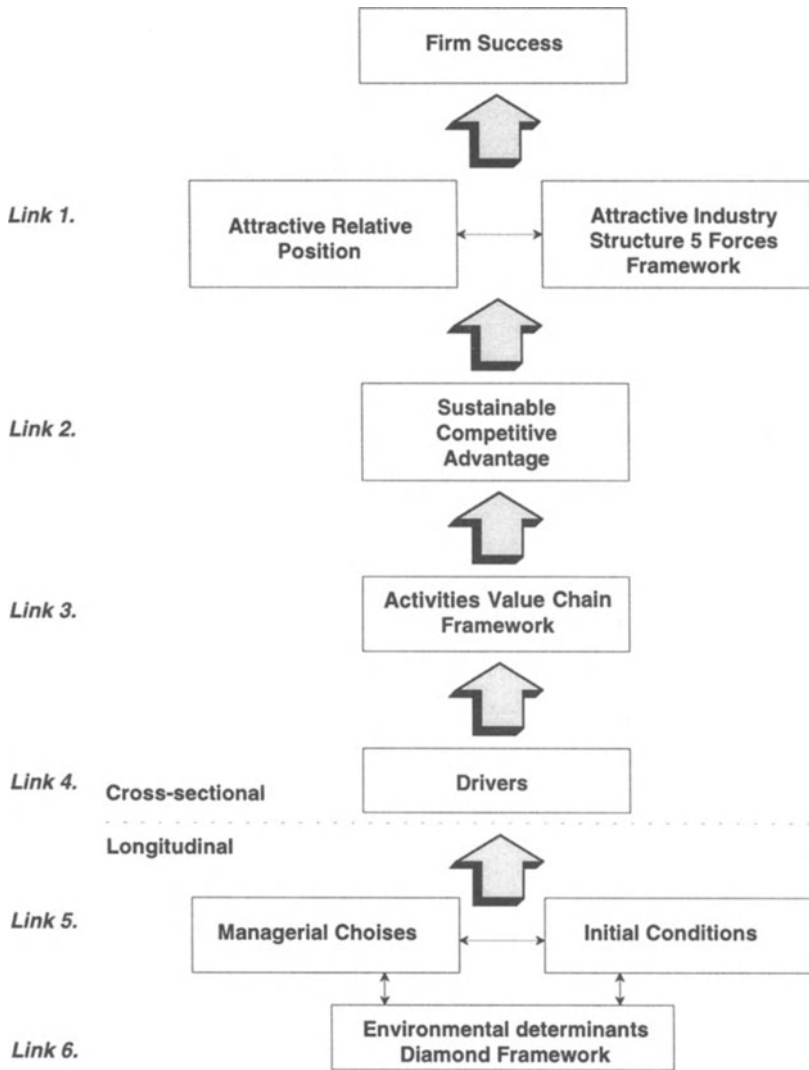 Firm Success
Link 1.
Attractive Relative
Position
Attractive Industry
Structure 5 Forces
Framework
Link 2.
Sustainable
Competitive
Advantage
Link 3.
Activities Value Chain
Framework
Link 4.
Cross-sectional
Drivers
Longitudinal
Link 5.
Managerial Choises
Initial Conditions
Link 6.
Environmental determinants
Diamond Framework